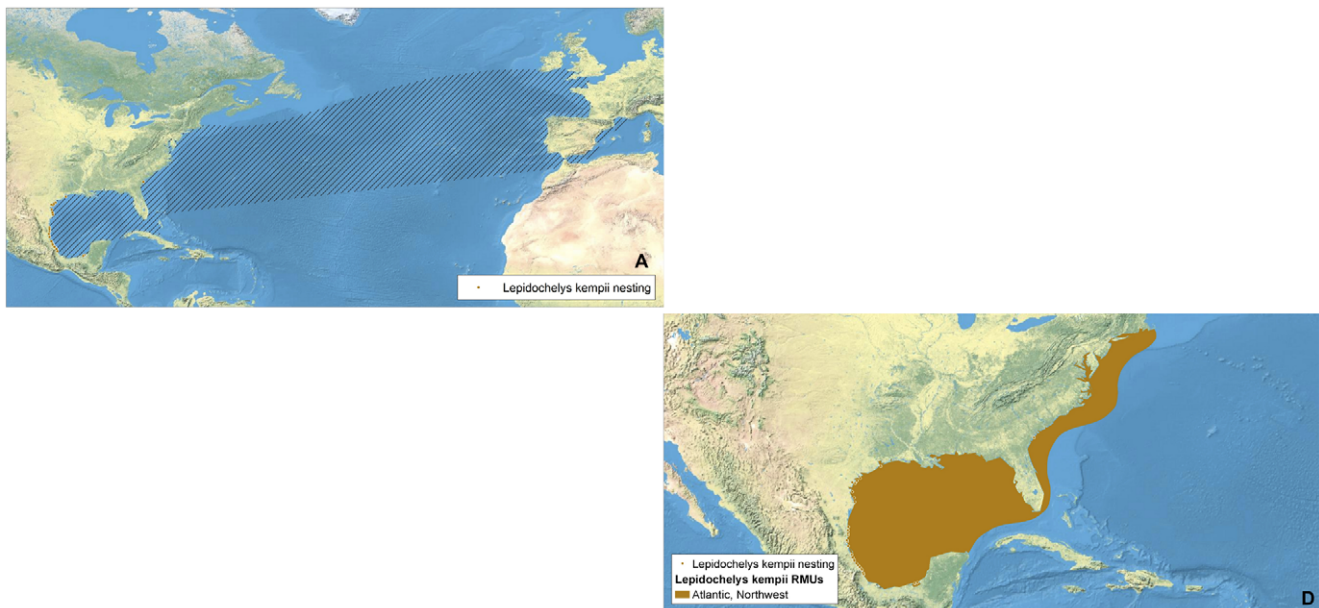 A
Lepidochelys kempii nesting
Lepidochelys kempii nesting
Lepidochelys kempii RMUs
Atlantic, Northwest
D